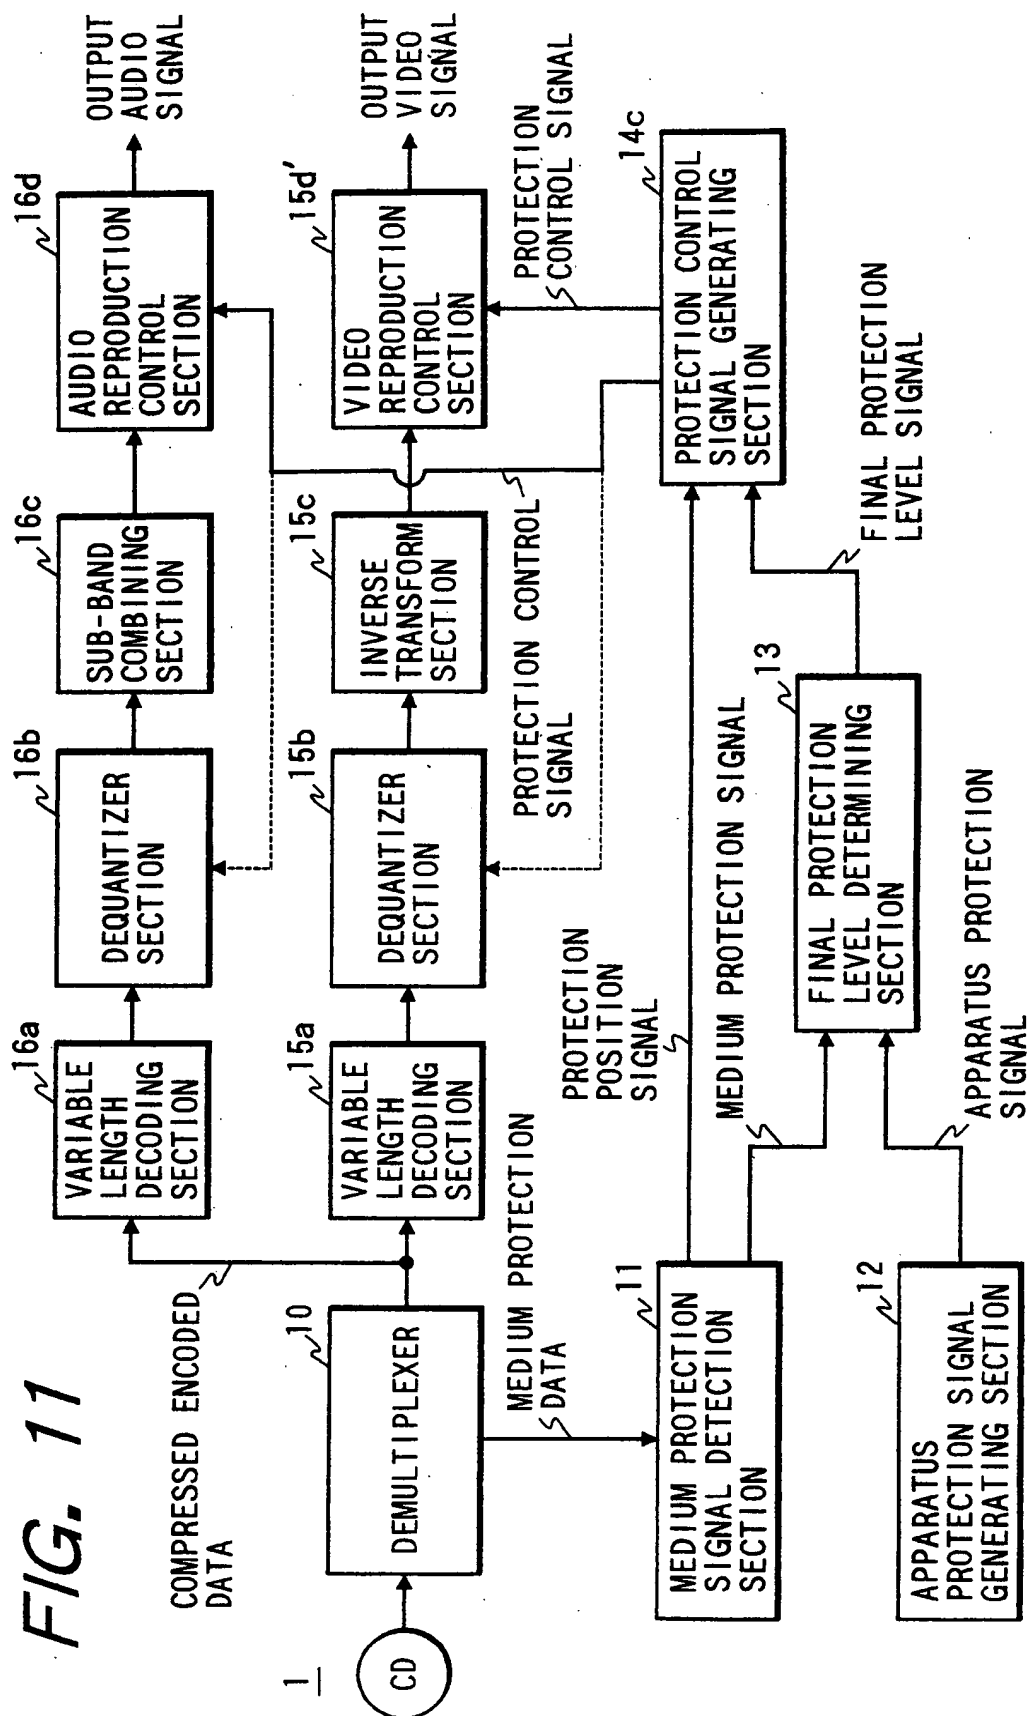 FIG. 11
1
CD
10
DEMULTIPLEXER
COMPRESSED ENCODED
DATA
MEDIUM PROTECTION
DATA
16a
VARIABLE
LENGTH
DECODING
SECTION
16b
DEQUANTIZER
SECTION
16c
SUB-BAND
COMBINING
SECTION
16d
AUDIO
REPRODUCTION
CONTROL
SECTION
OUTPUT
AUDIO
SIGNAL
15a
VARIABLE
LENGTH
DECODING
SECTION
15b
DEQUANTIZER
SECTION
15c
INVERSE
TRANSFORM
SECTION
15d'
VIDEO
REPRODUCTION
CONTROL
SECTION
OUTPUT
VIDEO
SIGNAL
PROTECTION CONTROL
SIGNAL
PROTECTION
CONTROL SIGNAL
PROTECTION
POSITION
SIGNAL
11
MEDIUM PROTECTION
SIGNAL DETECTION
SECTION
MEDIUM PROTECTION SIGNAL
14c
PROTECTION CONTROL
SIGNAL GENERATING
SECTION
13
FINAL PROTECTION
LEVEL DETERMINING
SECTION
FINAL PROTECTION
LEVEL SIGNAL
12
APPARATUS
PROTECTION SIGNAL
GENERATING SECTION
APPARATUS PROTECTION
SIGNAL